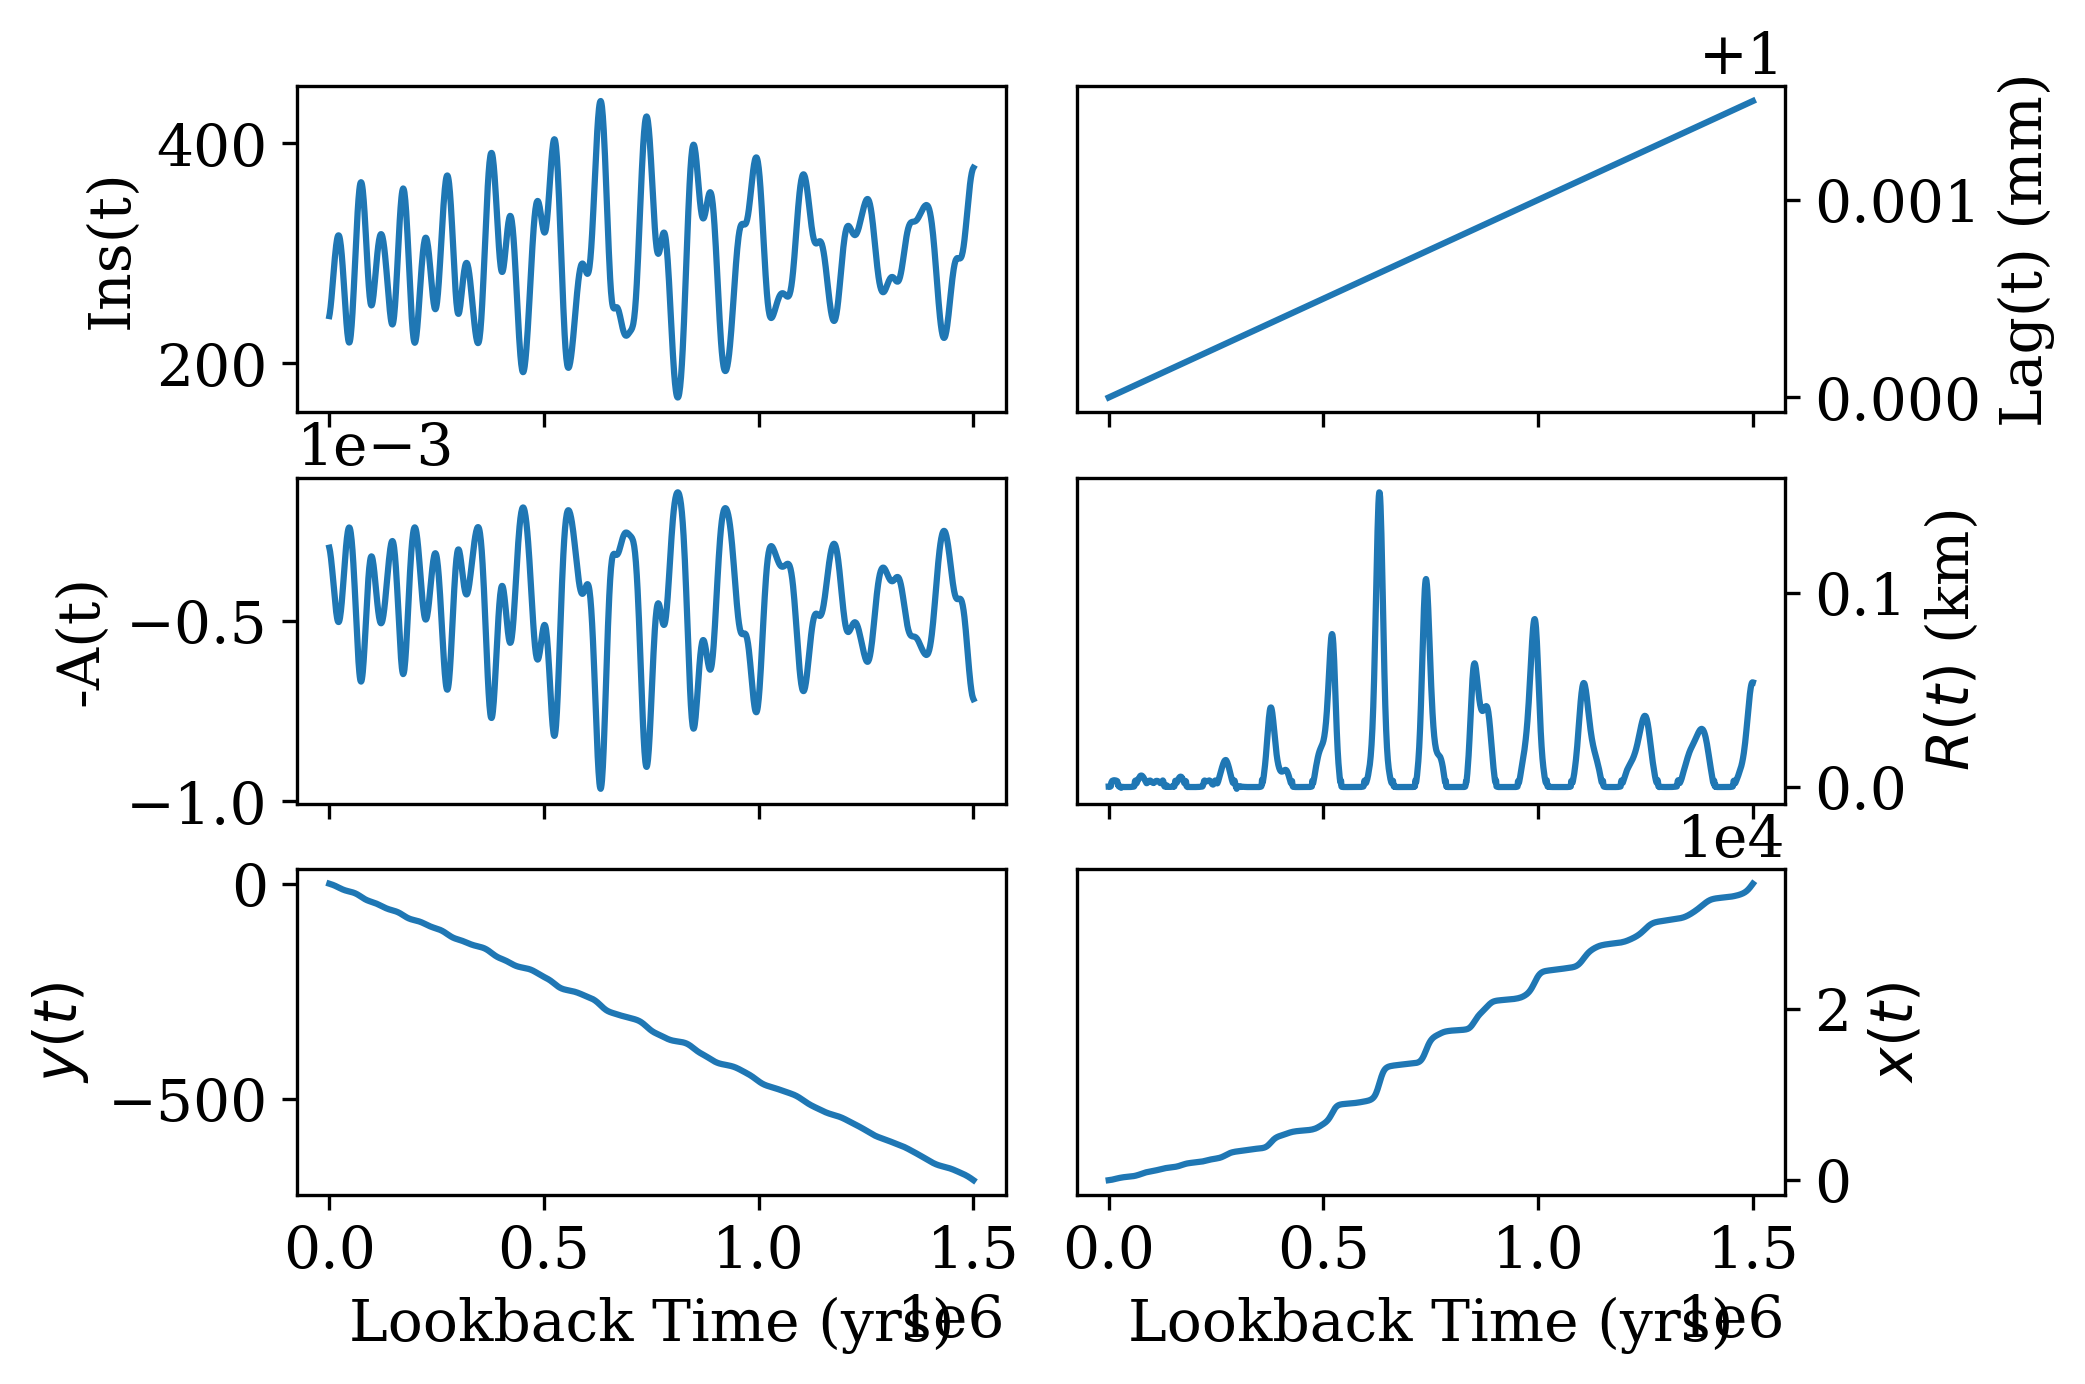 +1
400
200
Ins(t)
0.001
0.000
Lag(t) (mm)
1e−3
−0.5
−1.0
-A(t)
0.1
0.0
R(t) (km)
1e4
0
−500
y(t)
2
0
x(t)
0.0 0.5 1.0 1.5
0.0 0.5 1.0 1.5
Lookback Time (yrs)
1e6
Lookback Time (yrs)
1e6